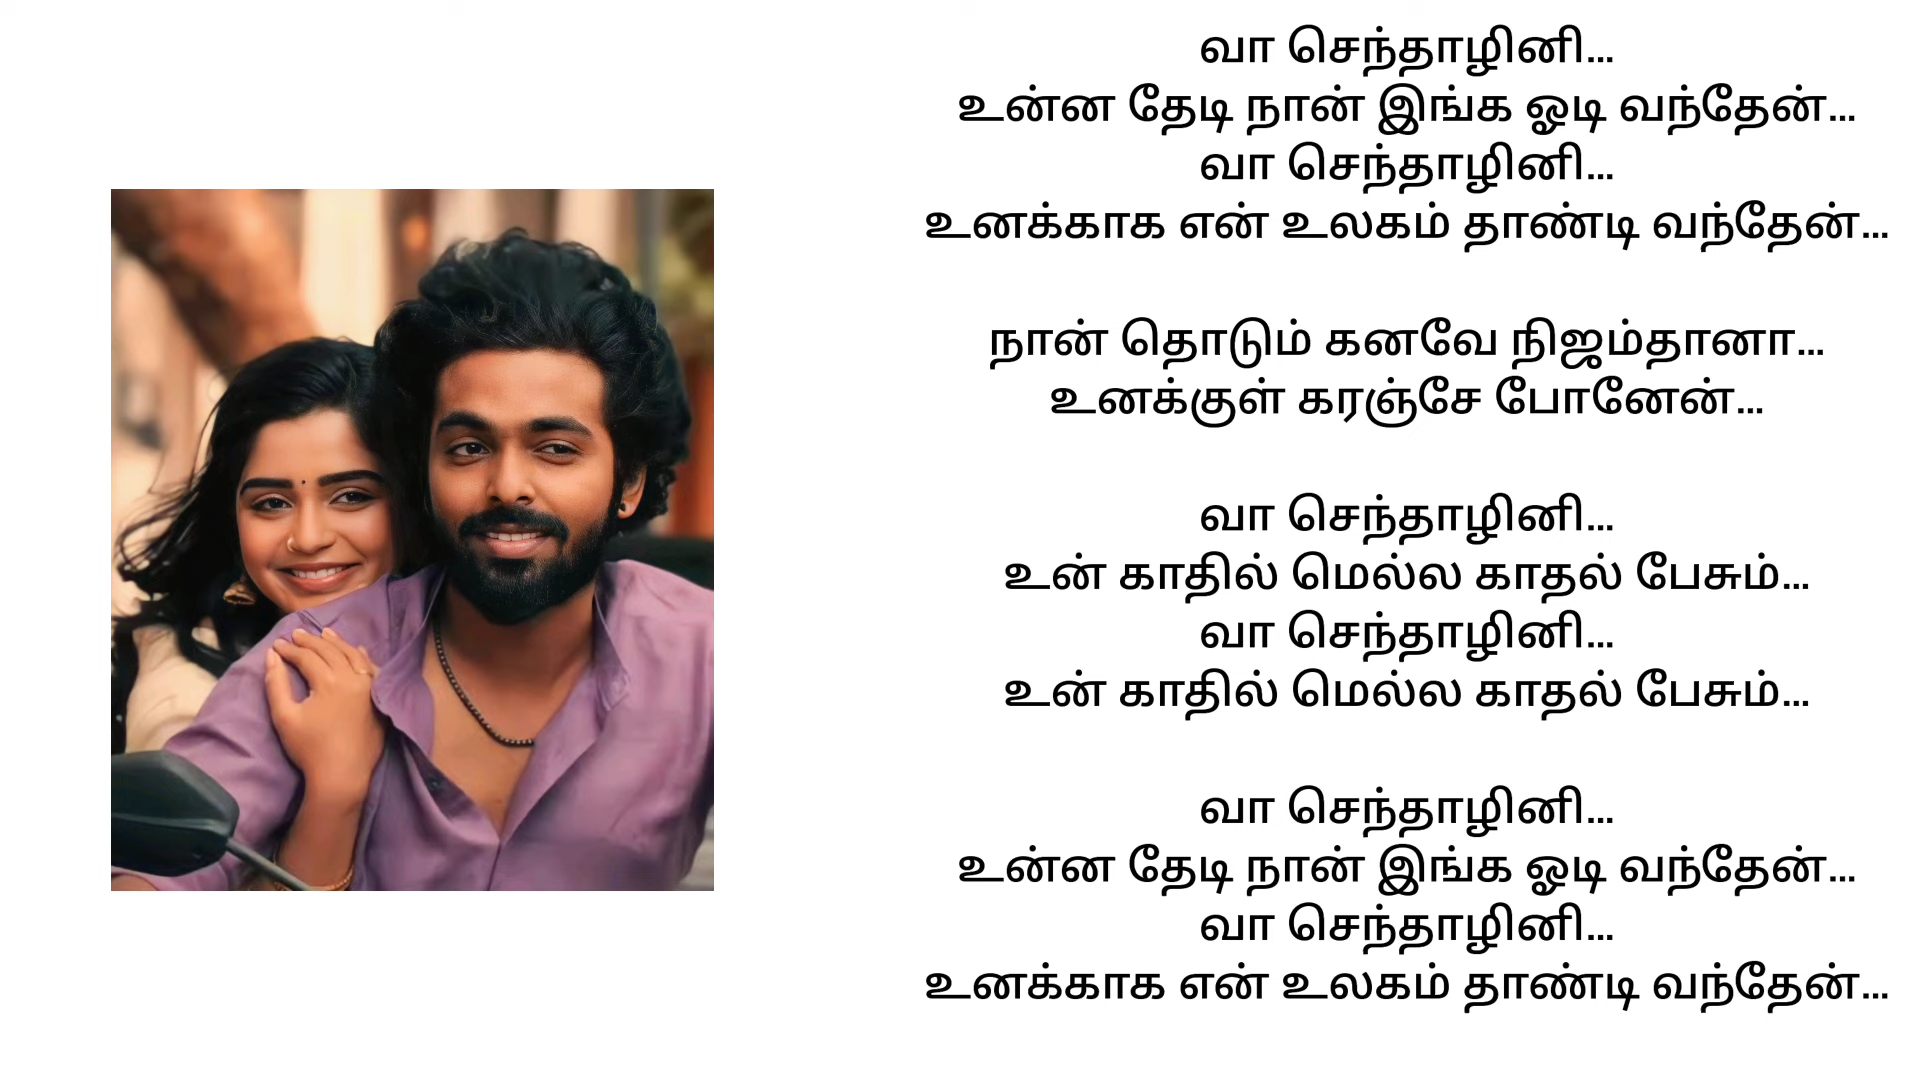 வா செந்தாழினி...
உன்ன தேடி நான் இங்க ஓடி வந்தேன்...
வா செந்தாழினி...
உனக்காக என் உலகம் தாண்டி வந்தேன்...
நான் தொடும் கனவே நிஜம்தானா...
உனக்குள் கரஞ்சே போனேன்...
வா செந்தாழினி...
உன் காதில் மெல்ல காதல் பேசும்...
வா செந்தாழினி...
உன் காதில் மெல்ல காதல் பேசும்...
வா செந்தாழினி...
உன்ன தேடி நான் இங்க ஓடி வந்தேன்...
வா செந்தாழினி...
உனக்காக என் உலகம் தாண்டி வந்தேன்...